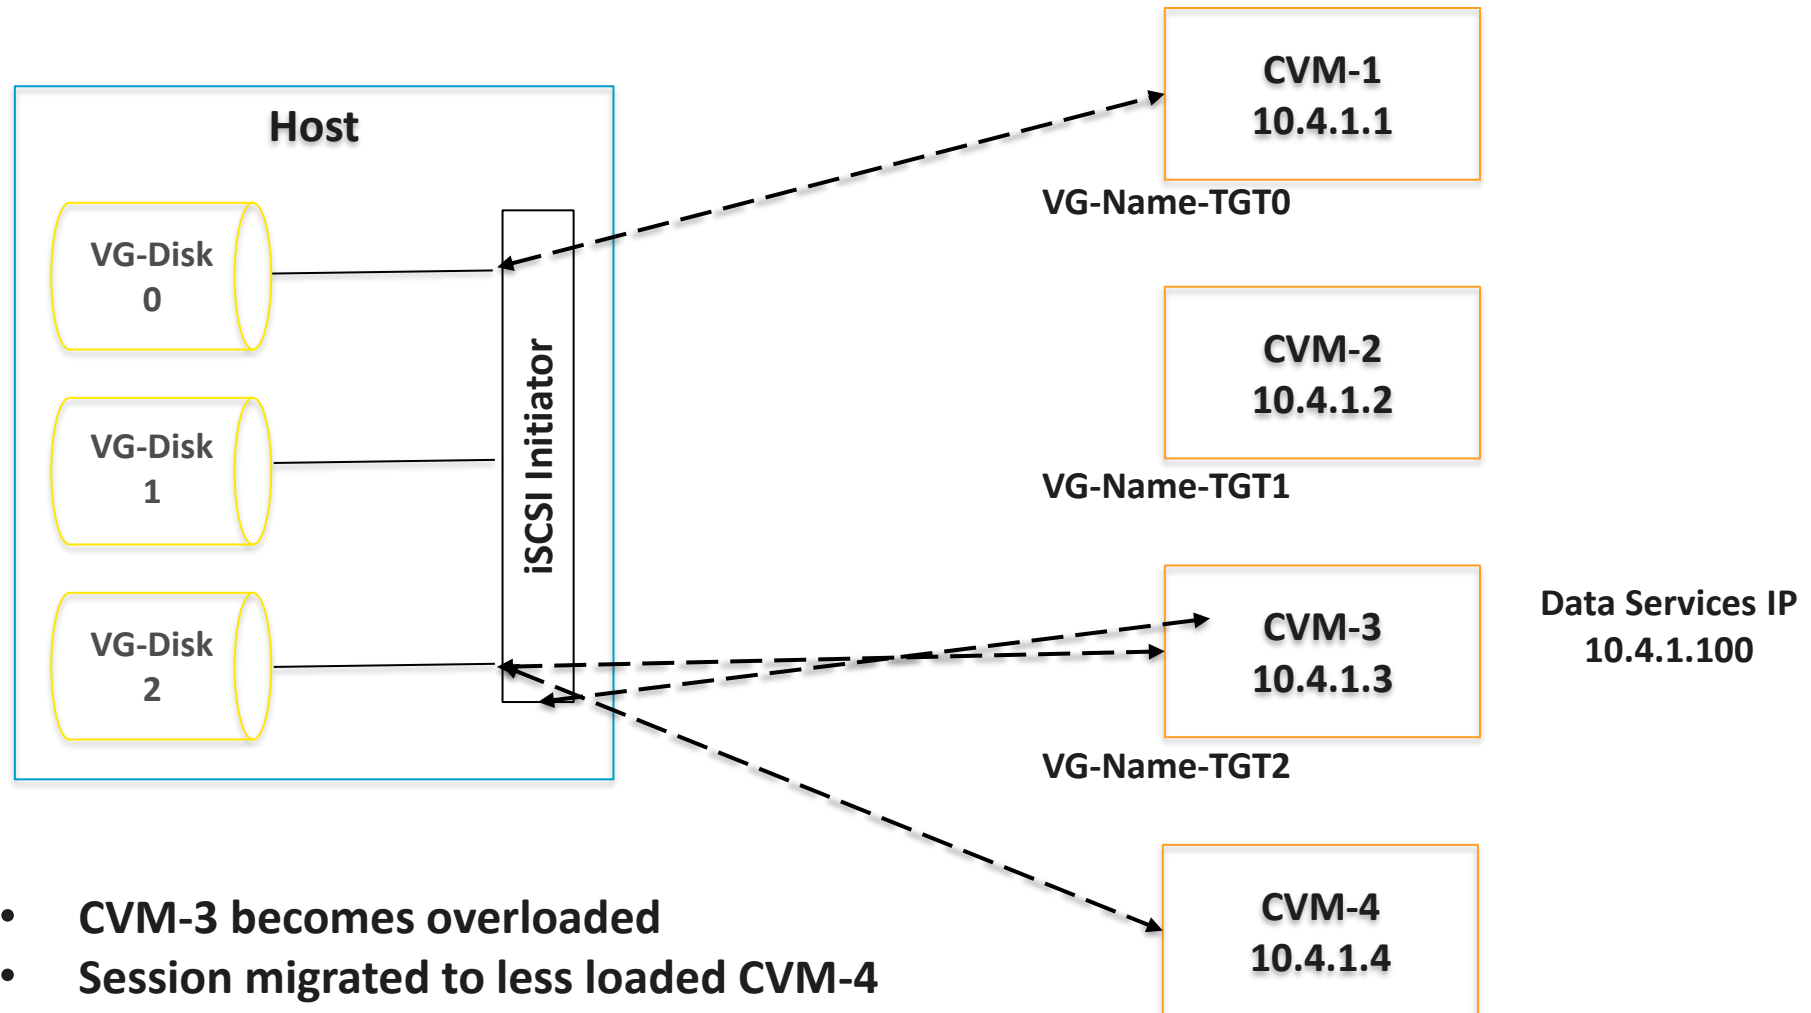 Host
VG-Disk
0
VG-Disk
1
VG-Disk
2
iSCSI Initiator
CVM-1
10.4.1.1
VG-Name-TGT0
CVM-2
10.4.1.2
VG-Name-TGT1
CVM-3
10.4.1.3
Data Services IP
10.4.1.100
VG-Name-TGT2
CVM-4
10.4.1.4
• CVM-3 becomes overloaded
• Session migrated to less loaded CVM-4